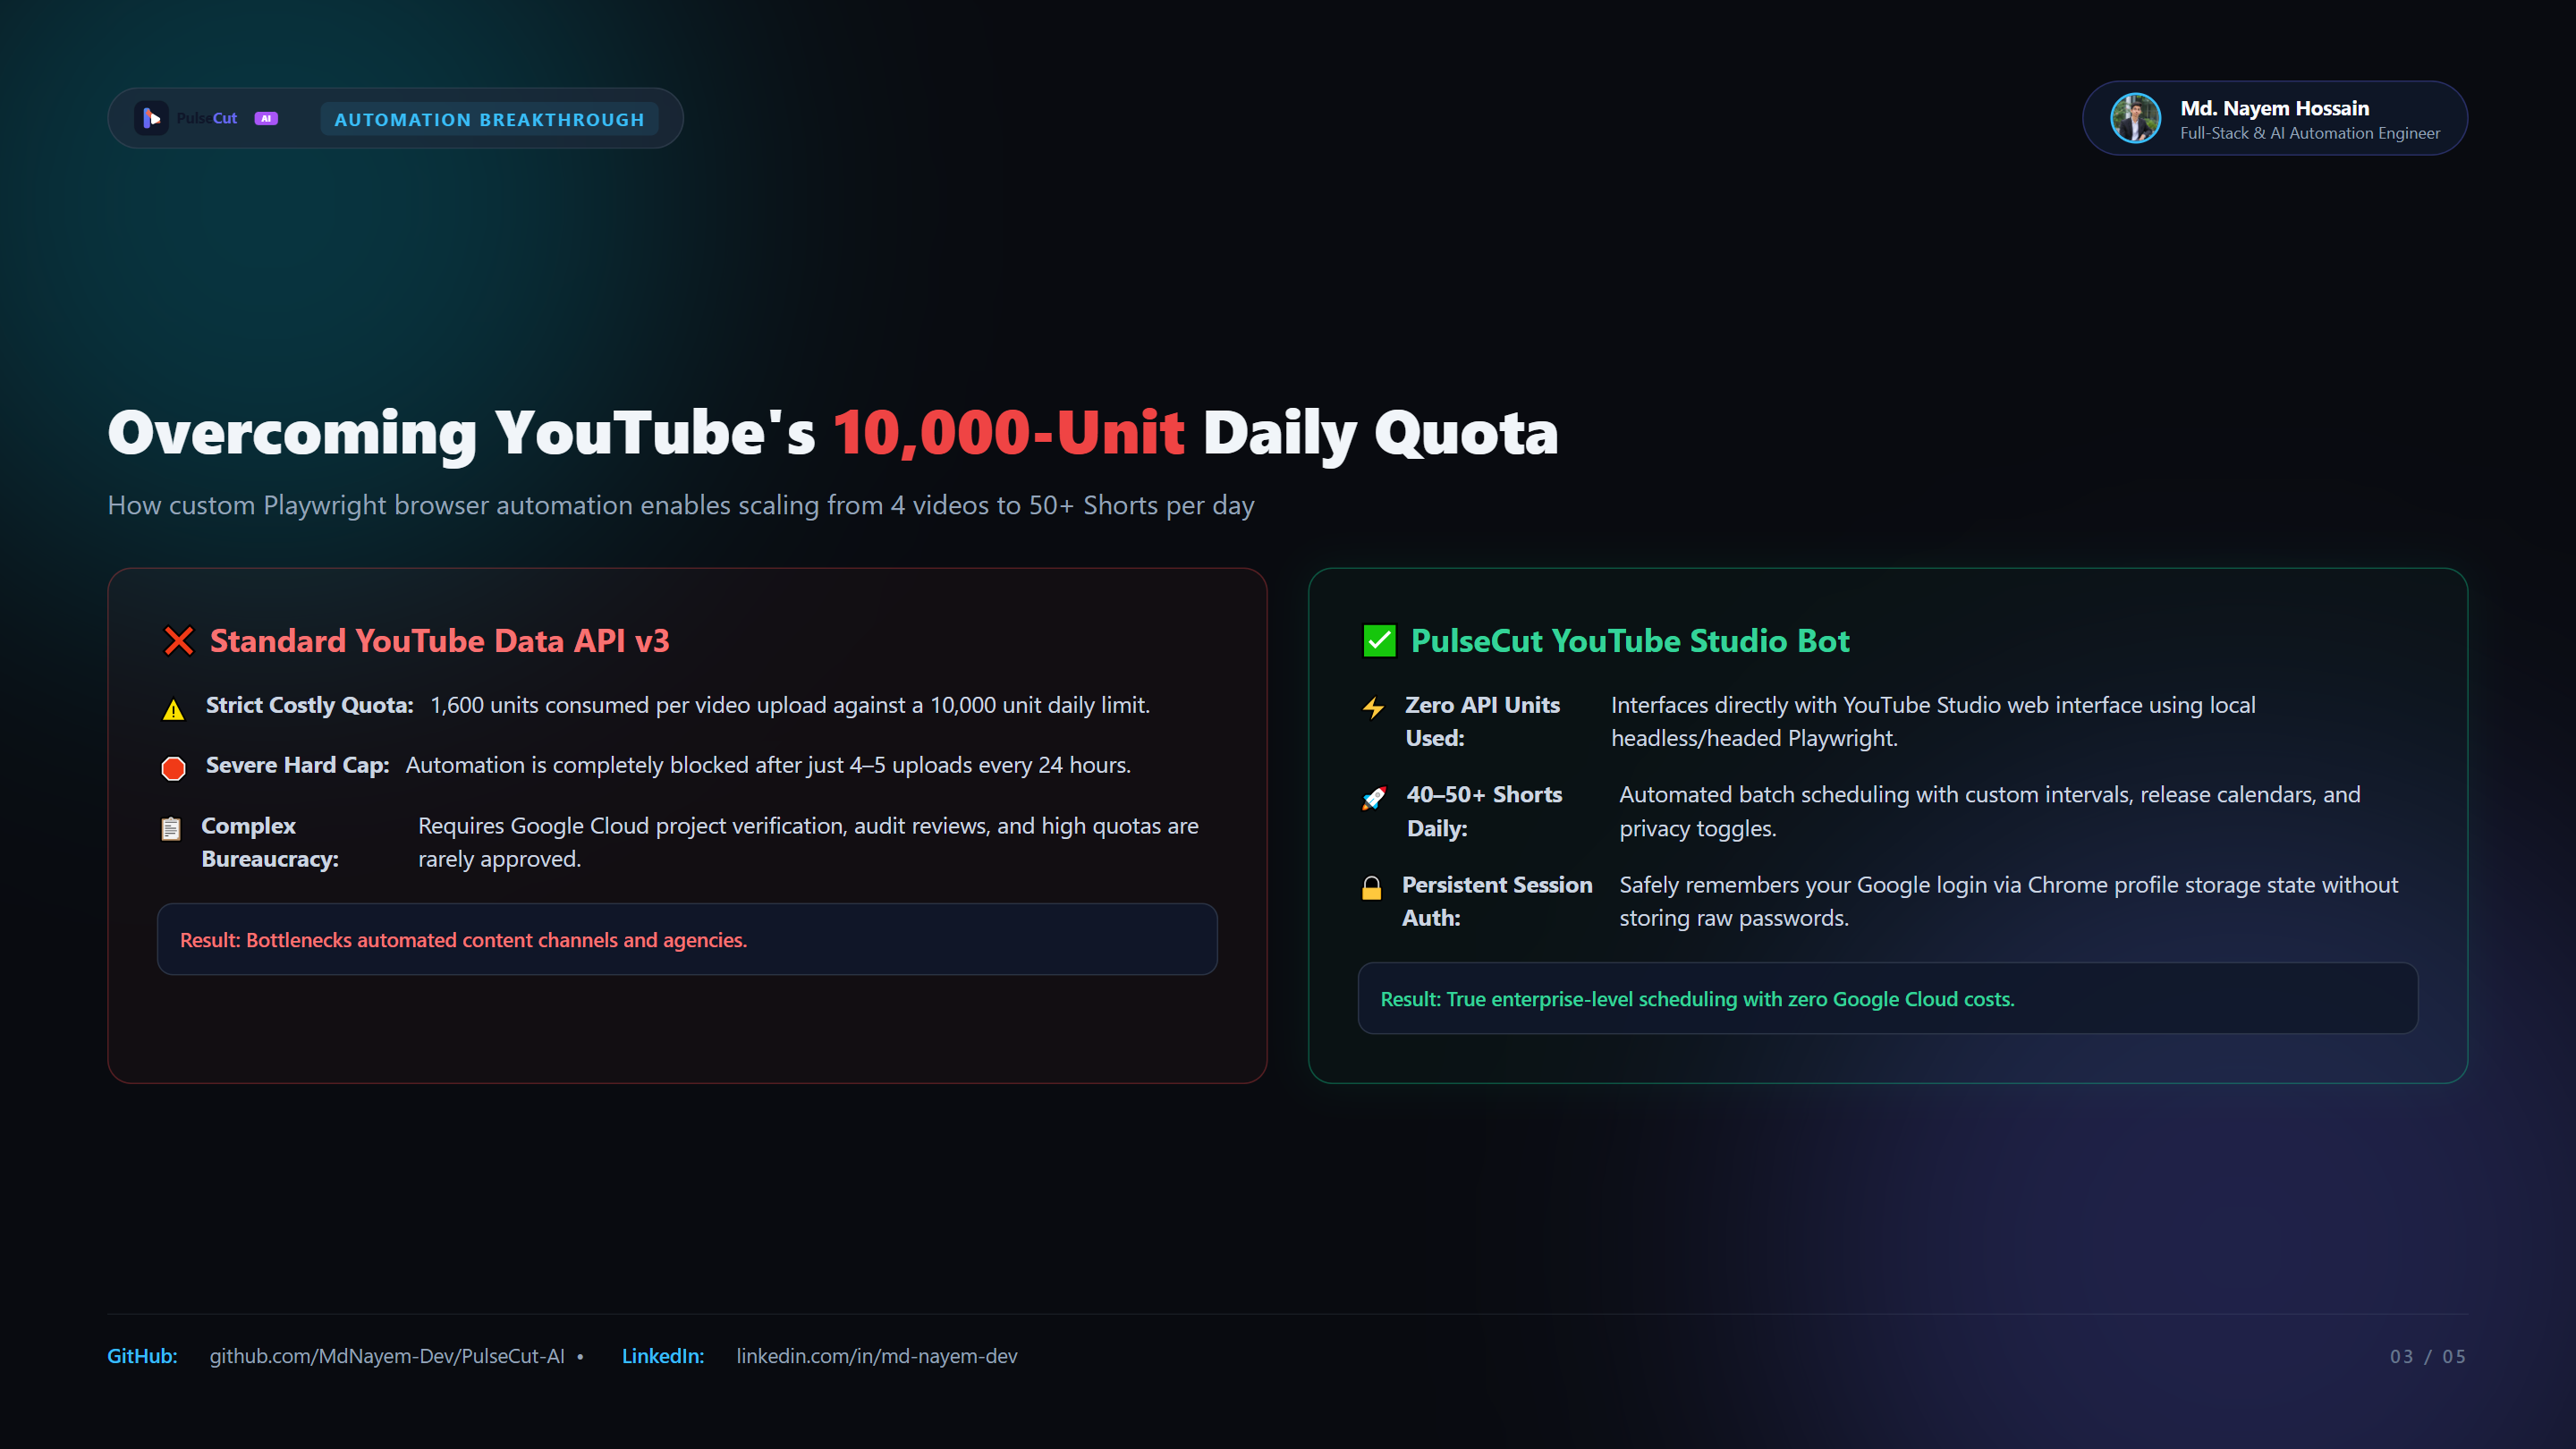 PulseCut AI AUTOMATION BREAKTHROUGH
Md. Nayem Hossain
Full-Stack & AI Automation Engineer
Overcoming YouTube's 10,000-Unit Daily Quota
How custom Playwright browser automation enables scaling from 4 videos to 50+ Shorts per day
❌ Standard YouTube Data API v3
⚠️ Strict Costly Quota: 1,600 units consumed per video upload against a 10,000 unit daily limit.
🛑 Severe Hard Cap: Automation is completely blocked after just 4–5 uploads every 24 hours.
📋 Complex Bureaucracy: Requires Google Cloud project verification, audit reviews, and high quotas are
rarely approved.
Result: Bottlenecks automated content channels and agencies.
✅ PulseCut YouTube Studio Bot
⚡ Zero API Units Used: Interfaces directly with YouTube Studio web interface using local
headless/headed Playwright.
🚀 40–50+ Shorts Daily: Automated batch scheduling with custom intervals, release calendars, and
privacy toggles.
🔒 Persistent Session Auth: Safely remembers your Google login via Chrome profile storage state without
storing raw passwords.
Result: True enterprise-level scheduling with zero Google Cloud costs.
GitHub: github.com/MdNayem-Dev/PulseCut-AI • LinkedIn: linkedin.com/in/md-nayem-dev
03 / 05